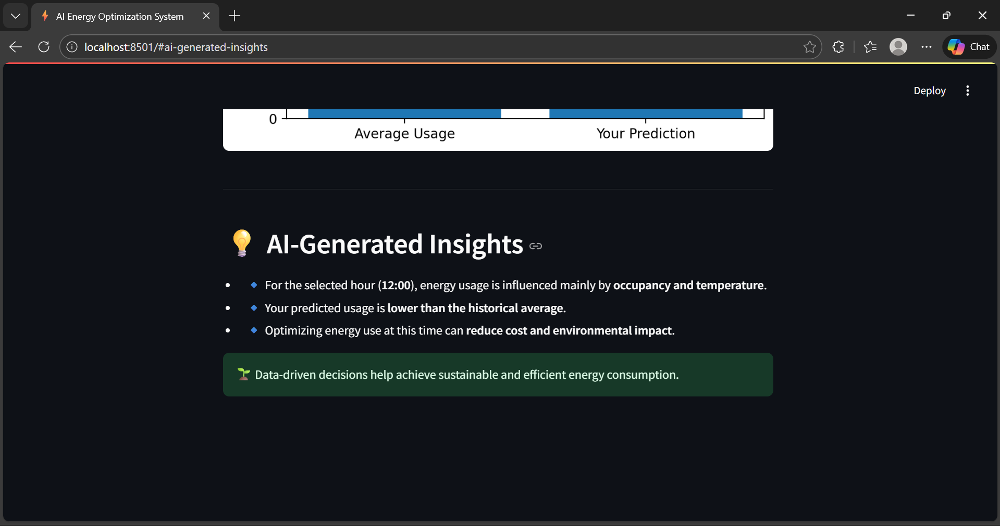 AI Energy Optimization System
localhost:8501/#ai-generated-insights
Chat
Deploy
0
Average Usage Your Prediction
💡 AI-Generated Insights
• 🔹 For the selected hour (12:00), energy usage is influenced mainly by occupancy and temperature.
• 🔹 Your predicted usage is lower than the historical average.
• 🔹 Optimizing energy use at this time can reduce cost and environmental impact.
🌱 Data-driven decisions help achieve sustainable and efficient energy consumption.